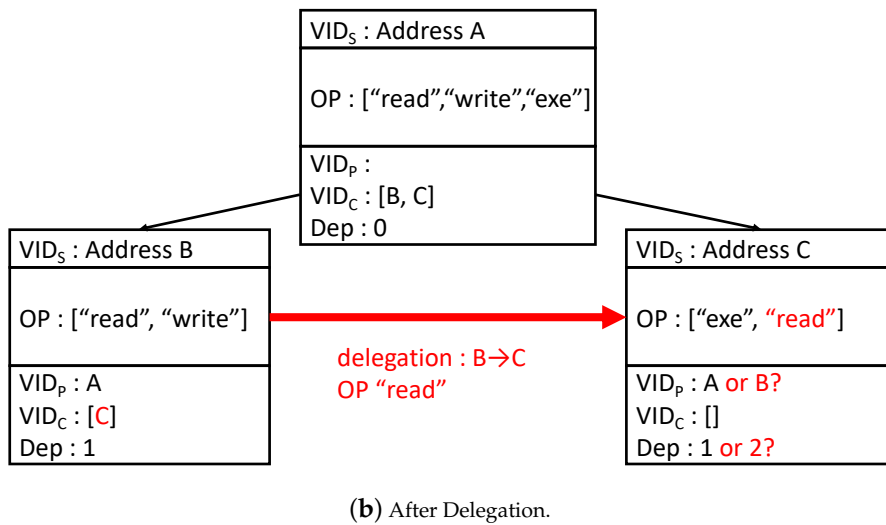 VIDS : Address A
OP : [“read”,“write”,“exe”]
VIDP :
VIDC : [B, C]
Dep : 0
VIDS : Address B
OP : [“read”, “write”]
VIDP : A
VIDC : [C]
Dep : 1
delegation : B→C
OP “read”
VIDS : Address C
OP : [“exe”, “read”]
VIDP : A or B?
VIDC : []
Dep : 1 or 2?
(b) After Delegation.